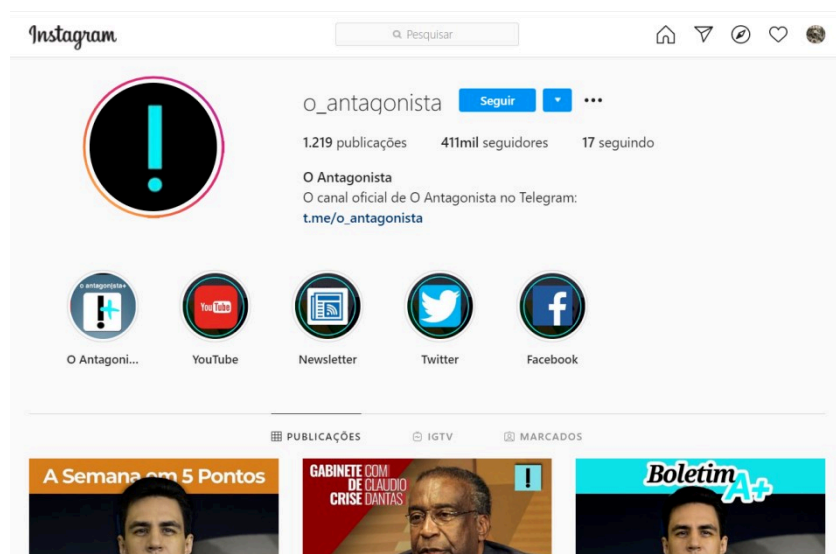 Instagram
Pesquisar
o_antagonista Seguir
1.219 publicações 411mil seguidores 17 seguindo
O Antagonista
O canal oficial de O Antagonista no Telegram:
t.me/o_antagonista
o antagonista+
You Tube
O Antagoni... YouTube Newsletter Twitter Facebook
PUBLICAÇÕES IGTV MARCADOS
A Semana em 5 Pontos
GABINETE COM
DE CLAUDIO
CRISE DANTAS
Boletim
A+